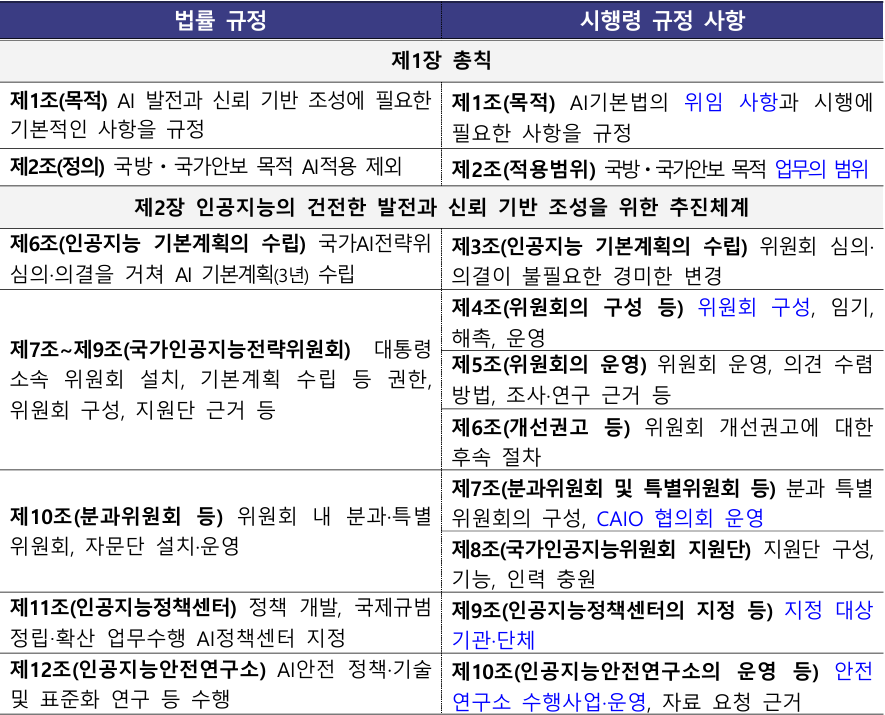 법률 규정
시행령 규정 사항
제1장 총칙
제1조(목적) AI 발전과 신뢰 기반 조성에 필요한
기본적인 사항을 규정
제1조(목적) AI기본법의 위임 사항과 시행에
필요한 사항을 규정
제2조(정의) 국방·국가안보 목적 AI적용 제외
제2조(적용범위) 국방·국가안보 목적 업무의 범위
제2장 인공지능의 건전한 발전과 신뢰 기반 조성을 위한 추진체계
제6조(인공지능 기본계획의 수립) 국가AI전략위
심의·의결을 거쳐 AI 기본계획(3년) 수립
제3조(인공지능 기본계획의 수립) 위원회 심의·
의결이 불필요한 경미한 변경
제7조~제9조(국가인공지능전략위원회) 대통령
소속 위원회 설치, 기본계획 수립 등 권한,
위원회 구성, 지원단 근거 등
제4조(위원회의 구성 등) 위원회 구성, 임기,
해촉, 운영
제5조(위원회의 운영) 위원회 운영, 의견 수렴
방법, 조사·연구 근거 등
제6조(개선권고 등) 위원회 개선권고에 대한
후속 절차
제10조(분과위원회 등) 위원회 내 분과·특별
위원회, 자문단 설치·운영
제7조(분과위원회 및 특별위원회 등) 분과 특별
위원회의 구성, CAIO 협의회 운영
제8조(국가인공지능위원회 지원단) 지원단 구성,
기능, 인력 충원
제11조(인공지능정책센터) 정책 개발, 국제규범
정립·확산 업무수행 AI정책센터 지정
제9조(인공지능정책센터의 지정 등) 지정 대상
기관·단체
제12조(인공지능안전연구소) AI안전 정책·기술
및 표준화 연구 등 수행
제10조(인공지능안전연구소의 운영 등) 안전
연구소 수행사업·운영, 자료 요청 근거